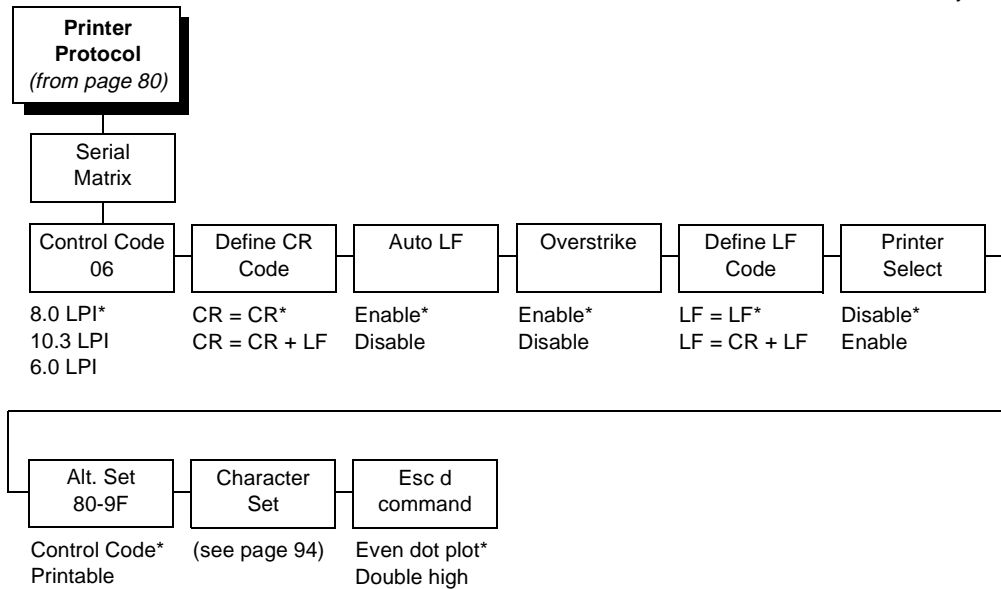 Printer
Protocol
(from page 80)
Serial
Matrix
Control Code
06
Define CR
Code
Auto LF
Overstrike
Define LF
Code
Printer
Select
8.0 LPI*
10.3 LPI
6.0 LPI
CR = CR*
CR = CR + LF
Enable*
Disable
Enable*
Disable
LF = LF*
LF = CR + LF
Disable*
Enable
Alt. Set
80-9F
Character
Set
Esc d
command
Control Code*
Printable
(see page 94)
Even dot plot*
Double high